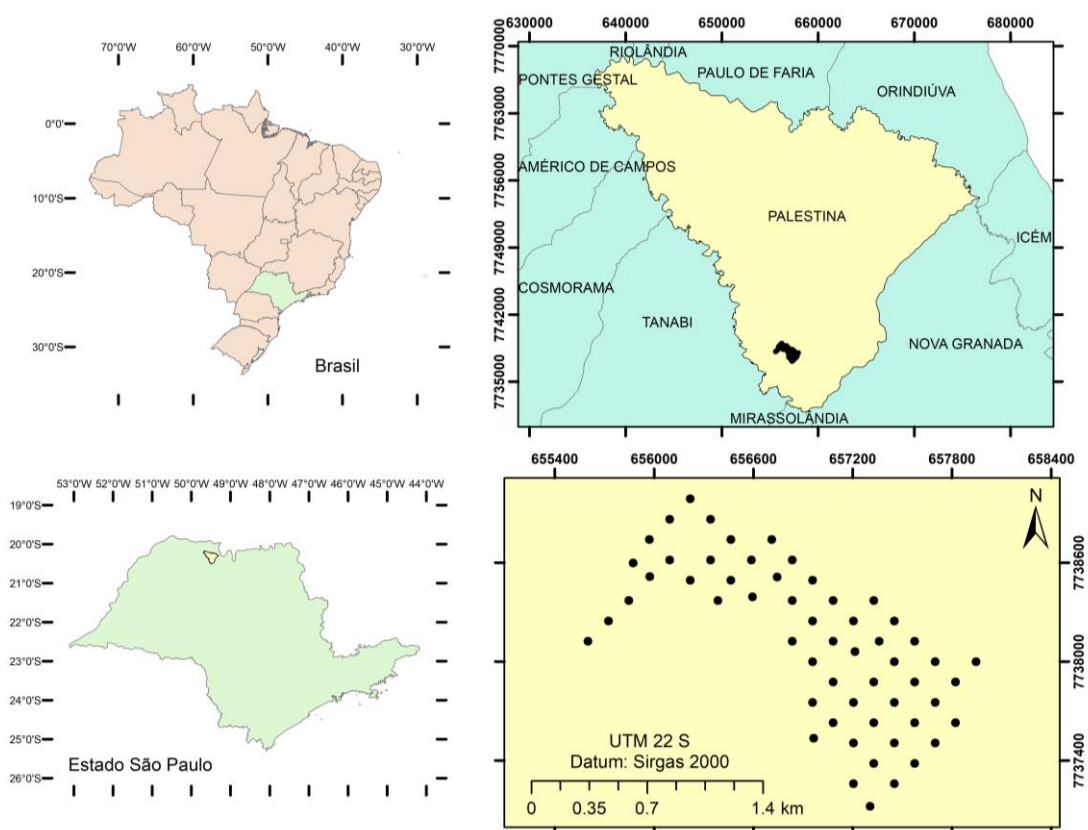 70°0'W 60°0'W 50°0'W 40°0'W 30°0'W
0°0'
10°0'S
20°0'S
30°0'S
Brasil
630000 640000 650000 660000 670000 680000
7770000
7763000
7756000
7749000
7742000
7735000
RIOLÂNDIA
PAULO DE FARIA
PONTES GESTAL
ORINDIÚVA
AMÉRICO DE CAMPOS
PALESTINA
ICÉM
COSMORAMA
TANABI
NOVA GRANADA
MIRASSOLÂNDIA
53°0'W 52°0'W 51°0'W 50°0'W 49°0'W 48°0'W 47°0'W 46°0'W 45°0'W 44°0'W
19°0'S
20°0'S
21°0'S
22°0'S
23°0'S
24°0'S
25°0'S
26°0'S
Estado São Paulo
655400 656000 656600 657200 657800 658400
N
7738600
7738000
7737400
UTM 22 S
Datum: Sirgas 2000
0 0.35 0.7 1.4 km